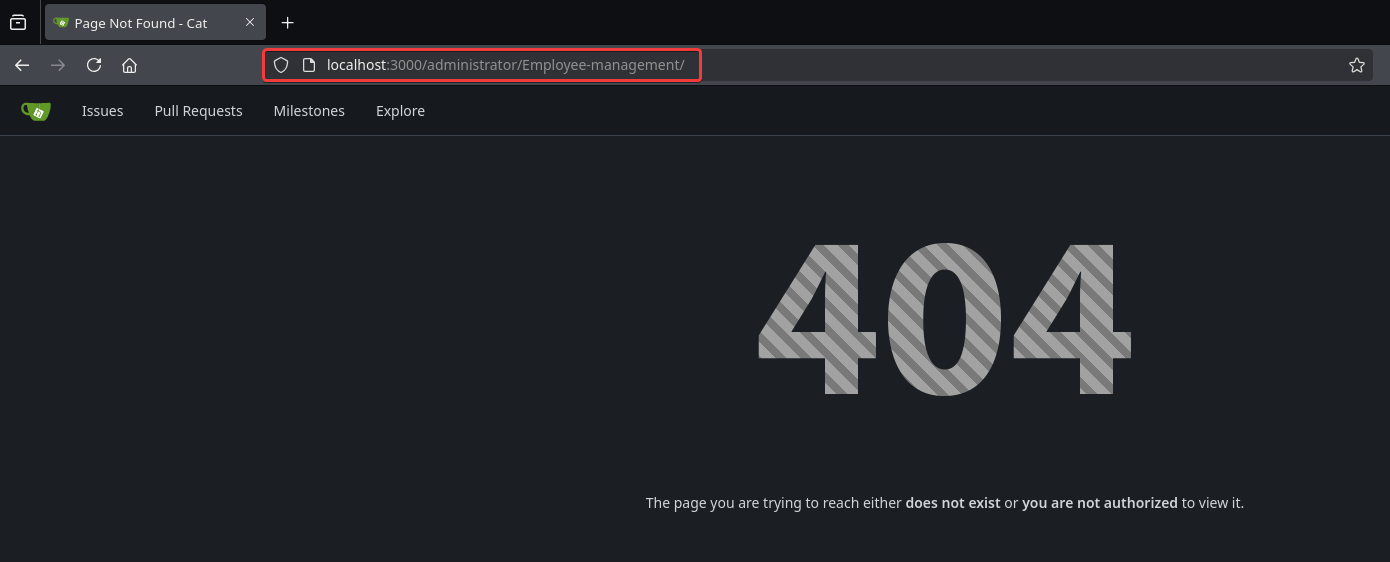 Page Not Found - Cat
localhost:3000/administrator/Employee-management/
Issues Pull Requests Milestones Explore
404
The page you are trying to reach either does not exist or you are not authorized to view it.